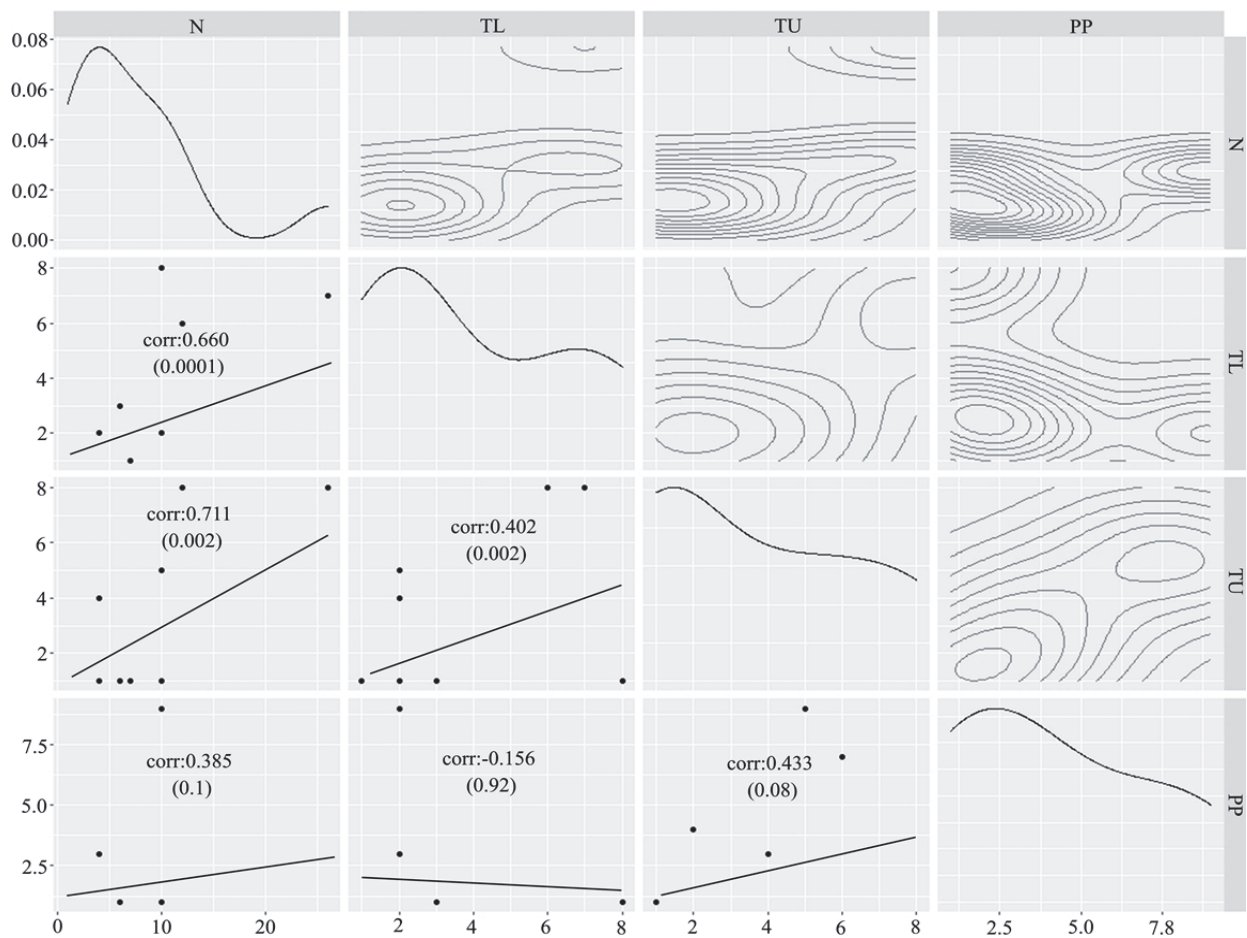 N TL TU PP
0.08
0.06
0.04
0.02
0.00
N
8
6
4
2
corr:0.660
(0.0001)
TL
8
6
4
2
corr:0.711
(0.002)
corr:0.402
(0.002)
TU
7.5
5.0
2.5
corr:0.385
(0.1)
corr:-0.156
(0.92)
corr:0.433
(0.08)
PP
0 10 20 2 4 6 8 2 4 6 8 2.5 5.0 7.8